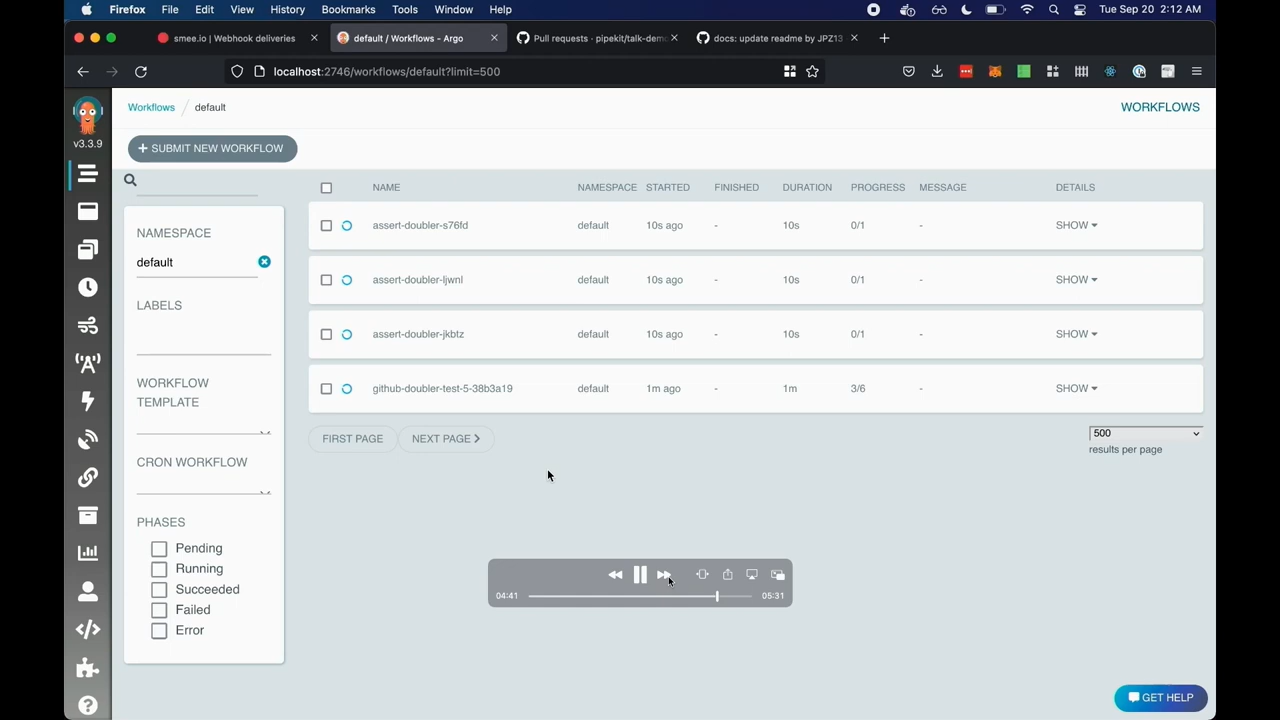 Firefox File Edit View History Bookmarks Tools Window Help Tue Sep 20 2:12 AM
smee.io | Webhook deliveries default / Workflows - Argo Pull requests · pipekit/talk-dem docs: update readme by JPZ13
localhost:2746/workflows/default?limit=500
v3.3.9
Workflows / default WORKFLOWS
+ SUBMIT NEW WORKFLOW
NAMESPACE
default
LABELS
WORKFLOW
TEMPLATE
CRON WORKFLOW
PHASES
Pending
Running
Succeeded
Failed
Error
NAME NAMESPACE STARTED FINISHED DURATION PROGRESS MESSAGE DETAILS
assert-doubler-s76fd default 10s ago - 10s 0/1 - SHOW
assert-doubler-ljwnl default 10s ago - 10s 0/1 - SHOW
assert-doubler-jkbtz default 10s ago - 10s 0/1 - SHOW
github-doubler-test-5-38b3a19 default 1m ago - 1m 3/6 - SHOW
FIRST PAGE NEXT PAGE
500
results per page
04:41 05:31
GET HELP